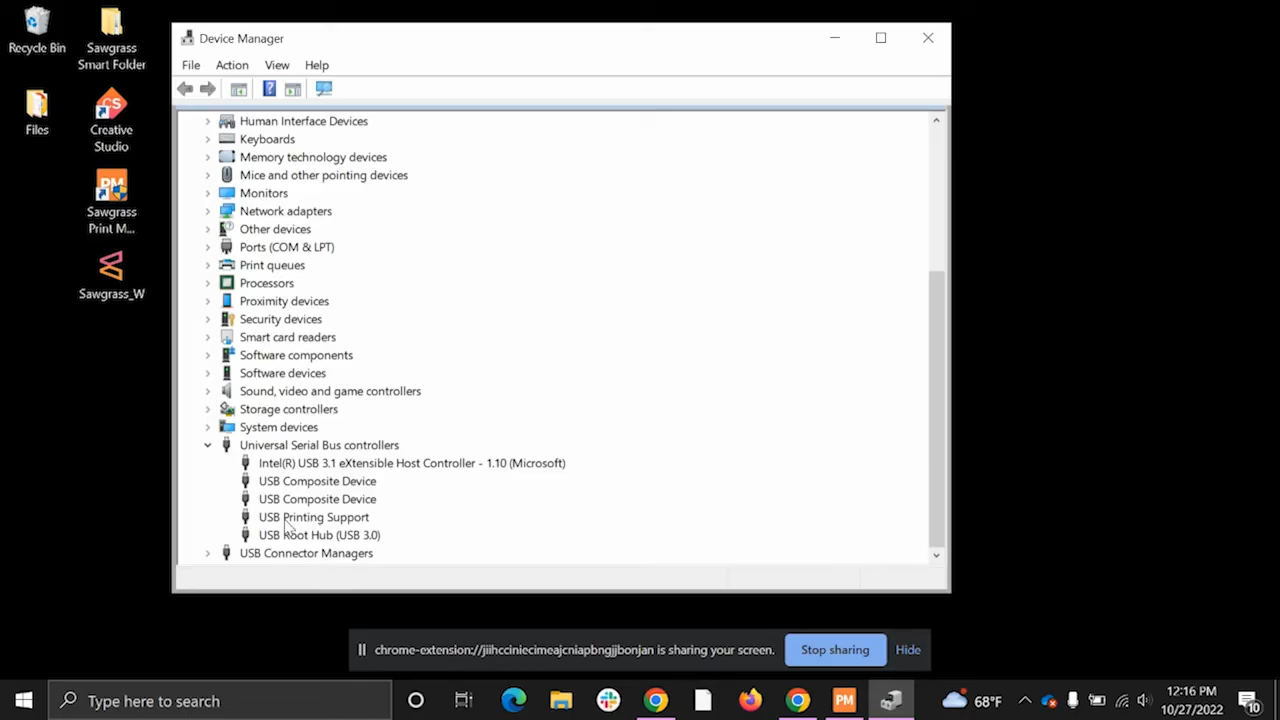 Recycle Bin
Sawgrass
Smart Folder
Files
CS
Creative
Studio
PM
Sawgrass
Print M...
Sawgrass_W
Device Manager
File Action View Help
Human Interface Devices
Keyboards
Memory technology devices
Mice and other pointing devices
Monitors
Network adapters
Other devices
Ports (COM & LPT)
Print queues
Processors
Proximity devices
Security devices
Smart card readers
Software components
Software devices
Sound, video and game controllers
Storage controllers
System devices
Universal Serial Bus controllers
Intel(R) USB 3.1 eXtensible Host Controller - 1.10 (Microsoft)
USB Composite Device
USB Composite Device
USB Printing Support
USB Root Hub (USB 3.0)
USB Connector Managers
chrome-extension://jiihcciniecimeajcniapbngjjbonjan is sharing your screen. Stop sharing Hide
Type here to search
PM
68°F
12:16 PM
10/27/2022
10